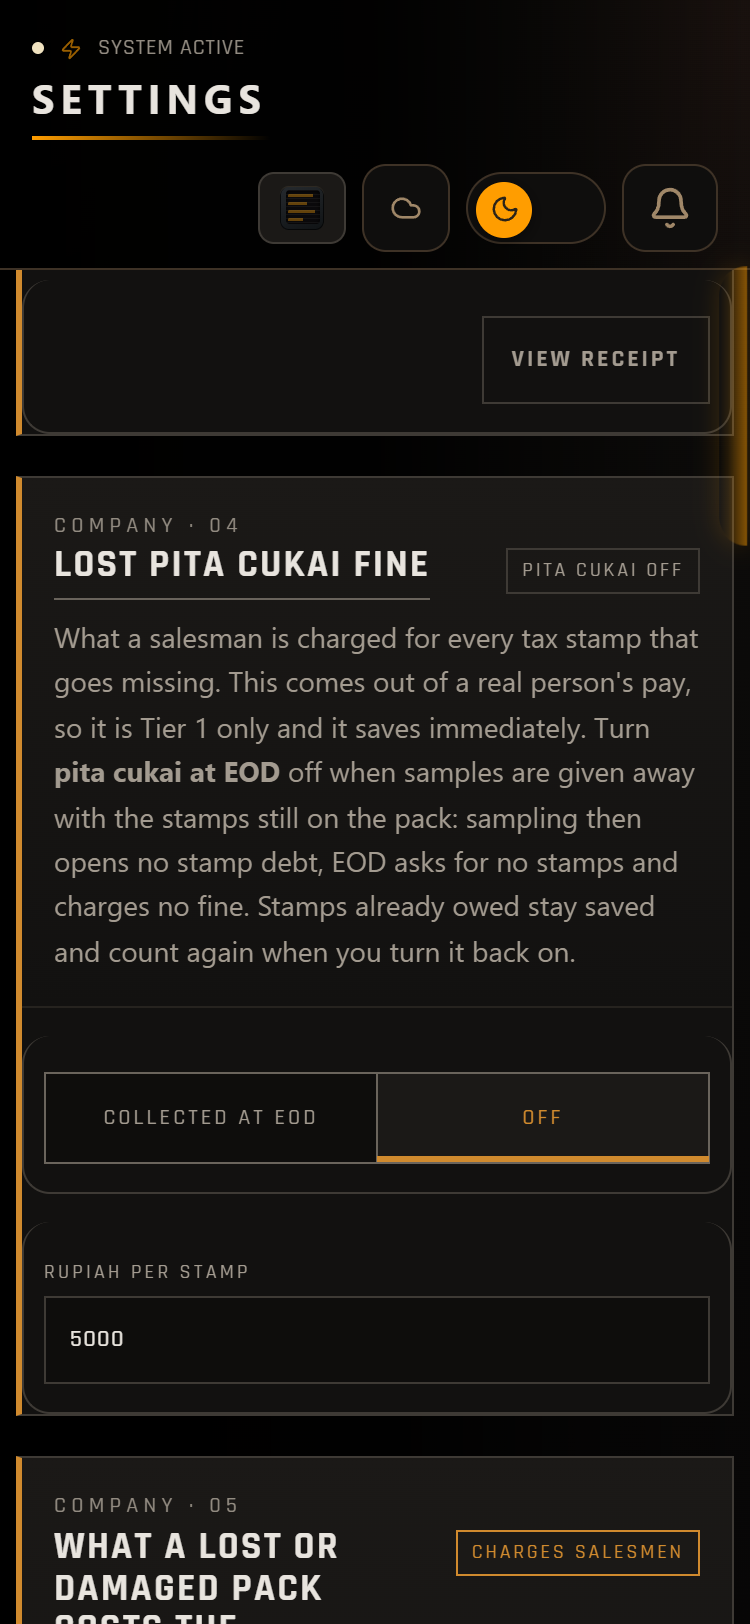 SYSTEM ACTIVE
SETTINGS
VIEW RECEIPT
COMPANY · 04
LOST PITA CUKAI FINE
PITA CUKAI OFF
What a salesman is charged for every tax stamp that
goes missing. This comes out of a real person's pay,
so it is Tier 1 only and it saves immediately. Turn
pita cukai at EOD off when samples are given away
with the stamps still on the pack: sampling then
opens no stamp debt, EOD asks for no stamps and
charges no fine. Stamps already owed stay saved
and count again when you turn it back on.
COLLECTED AT EOD
OFF
RUPIAH PER STAMP
5000
COMPANY · 05
WHAT A LOST OR
DAMAGED PACK
COSTS THE
CHARGES SALESMEN